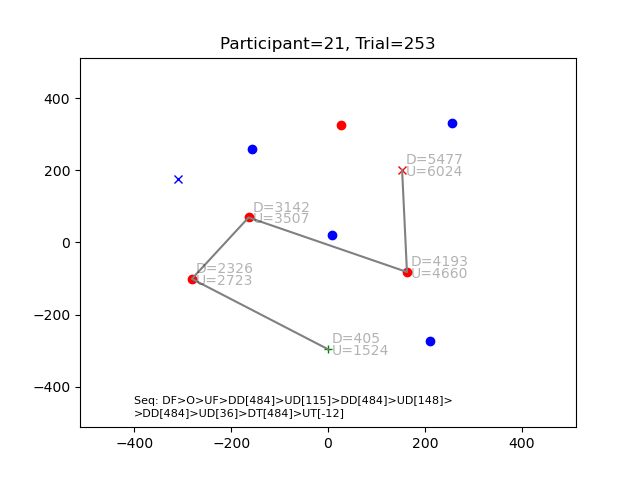 Participant=21, Trial=253
400
200
0
−200
−400
D=5477
U=6024
D=3142
U=3507
D=4193
U=4660
D=2326
U=2723
D=405
U=1524
Seq: DF>O>UF>DD[484]>UD[115]>DD[484]>UD[148]>
>DD[484]>UD[36]>DT[484]>UT[-12]
−400 −200 0 200 400